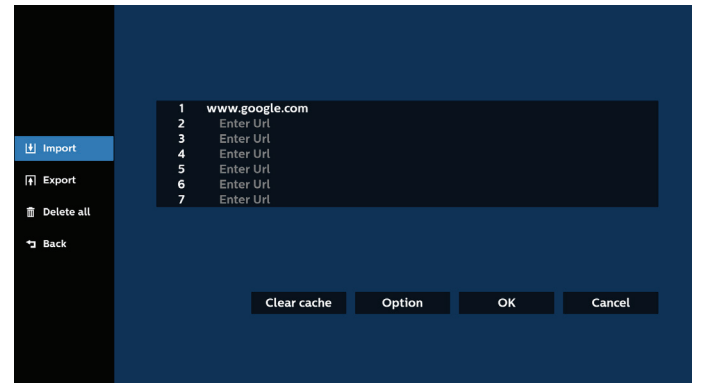 Import
Export
Delete all
Back
1 www.google.com
2 Enter Url
3 Enter Url
4 Enter Url
5 Enter Url
6 Enter Url
7 Enter Url
Clear cache Option OK Cancel